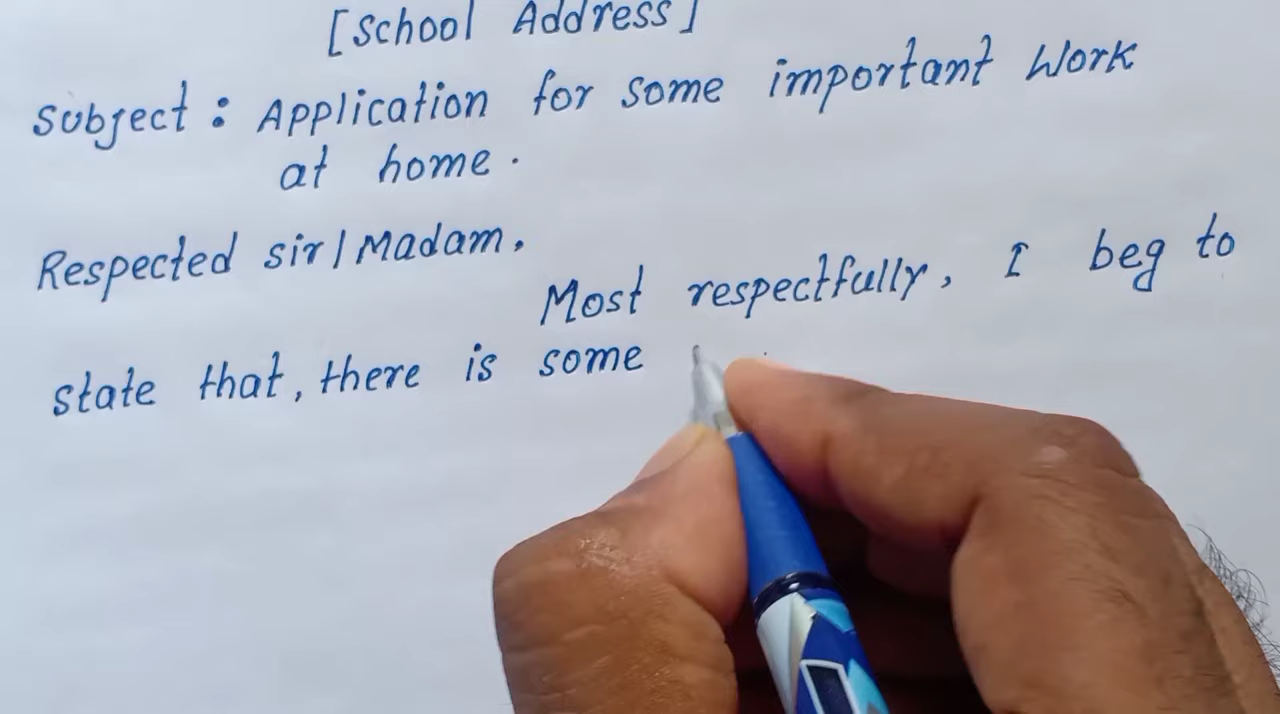 [School Address]
Subject: Application for some important work
at home.
Respected sir/Madam,
Most respectfully, I beg to
state that, there is some